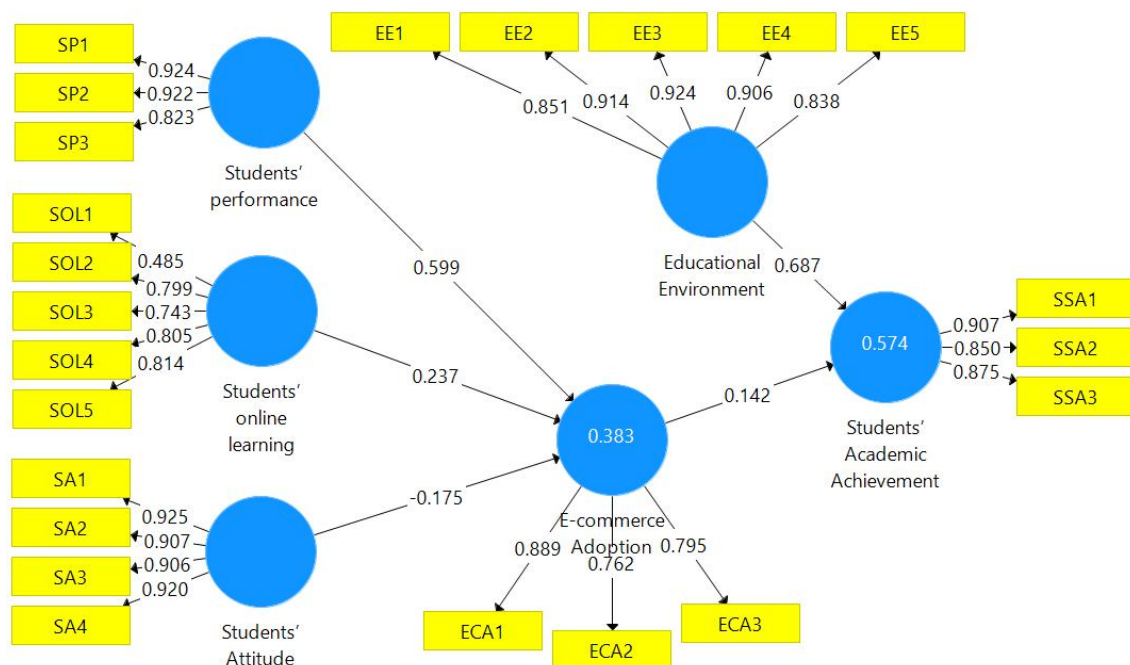 SP1
SP2
SP3
0.924
0.922
0.823
Students’
performance
EE1
EE2
EE3
EE4
EE5
0.851
0.914
0.924
0.906
0.838
Educational
Environment
SOL1
SOL2
SOL3
SOL4
SOL5
0.485
0.799
0.743
0.805
0.814
Students’
online
learning
0.599
0.237
-0.175
0.687
0.142
0.574
Students’
Academic
Achievement
0.907
0.850
0.875
SSA1
SSA2
SSA3
0.383
E-commerce
Adoption
0.889
0.762
0.795
ECA1
ECA2
ECA3
SA1
SA2
SA3
SA4
0.925
0.907
0.906
0.920
Students’
Attitude